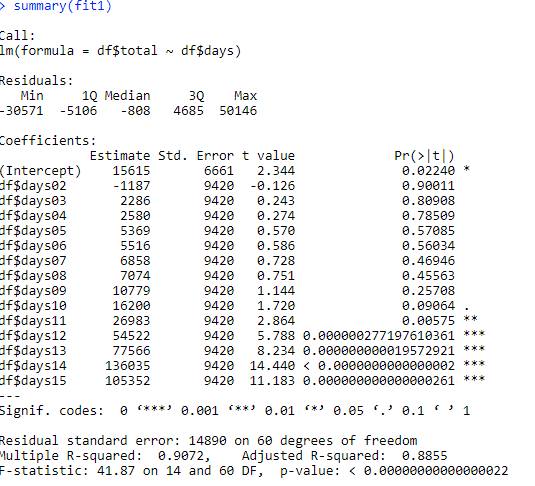 > summary(fit1)
Call:
lm(formula = df$total ~ df$days)
Residuals:
Min 1Q Median 3Q Max
-30571 -5106 -808 4685 50146
Coefficients:
Estimate Std. Error t value Pr(>|t|)
(Intercept) 15615 6661 2.344 0.02240 *
df$days02 -1187 9420 -0.126 0.90011
df$days03 2286 9420 0.243 0.80908
df$days04 2580 9420 0.274 0.78509
df$days05 5369 9420 0.570 0.57085
df$days06 5516 9420 0.586 0.56034
df$days07 6858 9420 0.728 0.46946
df$days08 7074 9420 0.751 0.45563
df$days09 10779 9420 1.144 0.25708
df$days10 16200 9420 1.720 0.09064 .
df$days11 26983 9420 2.864 0.00575 **
df$days12 54522 9420 5.788 0.000000277197610361 ***
df$days13 77566 9420 8.234 0.000000000019572921 ***
df$days14 136035 9420 14.440 < 0.0000000000000002 ***
df$days15 105352 9420 11.183 0.000000000000000261 ***
---
Signif. codes: 0 ‘***’ 0.001 ‘**’ 0.01 ‘*’ 0.05 ‘.’ 0.1 ‘ ’ 1
Residual standard error: 14890 on 60 degrees of freedom
Multiple R-squared: 0.9072, Adjusted R-squared: 0.8855
F-statistic: 41.87 on 14 and 60 DF, p-value: < 0.00000000000000022